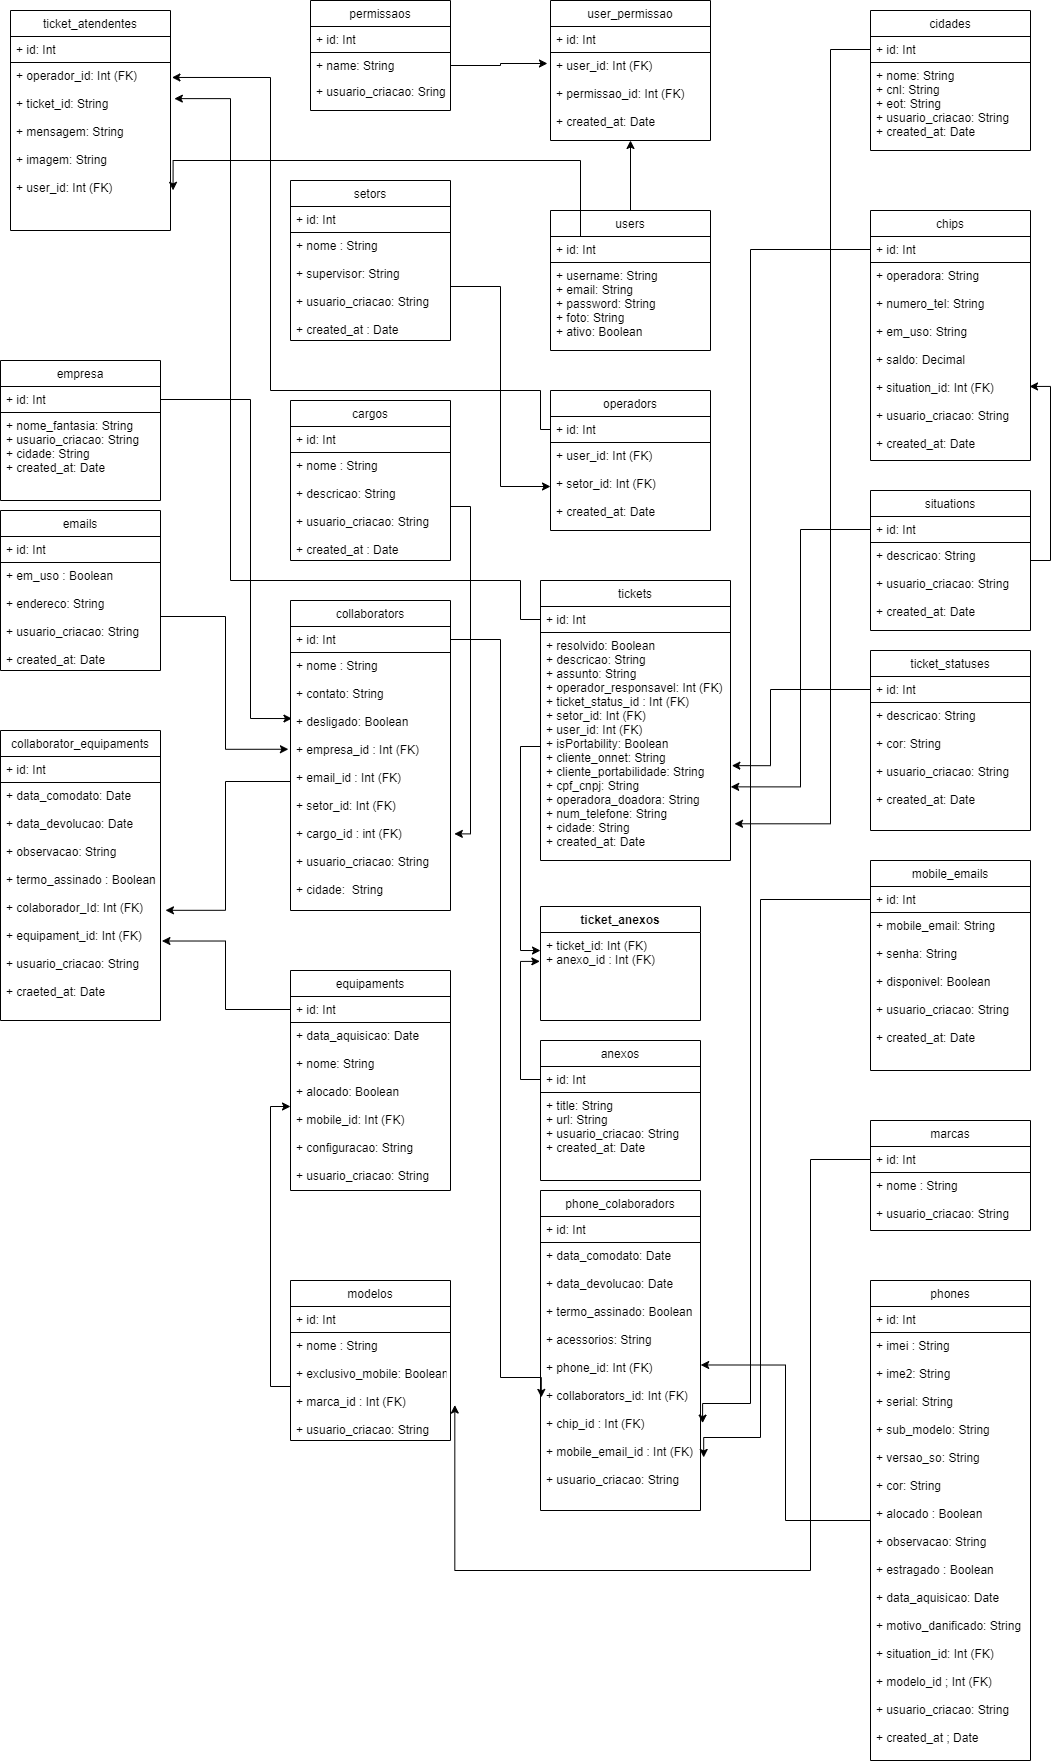 ticket_atendentes
+ id: Int
+ operador_id: Int (FK)
+ ticket_id: String
+ mensagem: String
+ imagem: String
+ user_id: Int (FK)
permissaos
+ id: Int
+ name: String
+ usuario_criacao: Sring
user_permissao
+ id: Int
+ user_id: Int (FK)
+ permissao_id: Int (FK)
+ created_at: Date
cidades
+ id: Int
+ nome: String
+ cnl: String
+ eot: String
+ usuario_criacao: String
+ created_at: Date
setors
+ id: Int
+ nome : String
+ supervisor: String
+ usuario_criacao: String
+ created_at : Date
users
+ id: Int
+ username: String
+ email: String
+ password: String
+ foto: String
+ ativo: Boolean
chips
+ id: Int
+ operadora: String
+ numero_tel: String
+ em_uso: String
+ saldo: Decimal
+ situation_id: Int (FK)
+ usuario_criacao: String
+ created_at: Date
empresa
+ id: Int
+ nome_fantasia: String
+ usuario_criacao: String
+ cidade: String
+ created_at: Date
cargos
+ id: Int
+ nome : String
+ descricao: String
+ usuario_criacao: String
+ created_at : Date
operadors
+ id: Int
+ user_id: Int (FK)
+ setor_id: Int (FK)
+ created_at: Date
situations
+ id: Int
+ descricao: String
+ usuario_criacao: String
+ created_at: Date
emails
+ id: Int
+ em_uso : Boolean
+ endereco: String
+ usuario_criacao: String
+ created_at: Date
collaborators
+ id: Int
+ nome : String
+ contato: String
+ desligado: Boolean
+ empresa_id : Int (FK)
+ email_id : Int (FK)
+ setor_id: Int (FK)
+ cargo_id : int (FK)
+ usuario_criacao: String
+ cidade:  String
tickets
+ id: Int
+ resolvido: Boolean
+ descricao: String
+ assunto: String
+ operador_responsavel: Int (FK)
+ ticket_status_id : Int (FK)
+ setor_id: Int (FK)
+ user_id: Int (FK)
+ isPortability: Boolean
+ cliente_onnet: String
+ cliente_portabilidade: String
+ cpf_cnpj: String
+ operadora_doadora: String
+ num_telefone: String
+ cidade: String
+ created_at: Date
ticket_statuses
+ id: Int
+ descricao: String
+ cor: String
+ usuario_criacao: String
+ created_at: Date
collaborator_equipaments
+ id: Int
+ data_comodato: Date
+ data_devolucao: Date
+ observacao: String
+ termo_assinado : Boolean
+ colaborador_Id: Int (FK)
+ equipament_id: Int (FK)
+ usuario_criacao: String
+ craeted_at: Date
mobile_emails
+ id: Int
+ mobile_email: String
+ senha: String
+ disponivel: Boolean
+ usuario_criacao: String
+ created_at: Date
ticket_anexos
+ ticket_id: Int (FK)
+ anexo_id : Int (FK)
equipaments
+ id: Int
+ data_aquisicao: Date
+ nome: String
+ alocado: Boolean
+ mobile_id: Int (FK)
+ configuracao: String
+ usuario_criacao: String
anexos
+ id: Int
+ title: String
+ url: String
+ usuario_criacao: String
+ created_at: Date
marcas
+ id: Int
+ nome : String
+ usuario_criacao: String
phone_colaboradors
+ id: Int
+ data_comodato: Date
+ data_devolucao: Date
+ termo_assinado: Boolean
+ acessorios: String
+ phone_id: Int (FK)
+ collaborators_id: Int (FK)
+ chip_id : Int (FK)
+ mobile_email_id : Int (FK)
+ usuario_criacao: String
modelos
+ id: Int
+ nome : String
+ exclusivo_mobile: Boolean
+ marca_id : Int (FK)
+ usuario_criacao: String
phones
+ id: Int
+ imei : String
+ ime2: String
+ serial: String
+ sub_modelo: String
+ versao_so: String
+ cor: String
+ alocado : Boolean
+ observacao: String
+ estragado : Boolean
+ data_aquisicao: Date
+ motivo_danificado: String
+ situation_id: Int (FK)
+ modelo_id ; Int (FK)
+ usuario_criacao: String
+ created_at ; Date